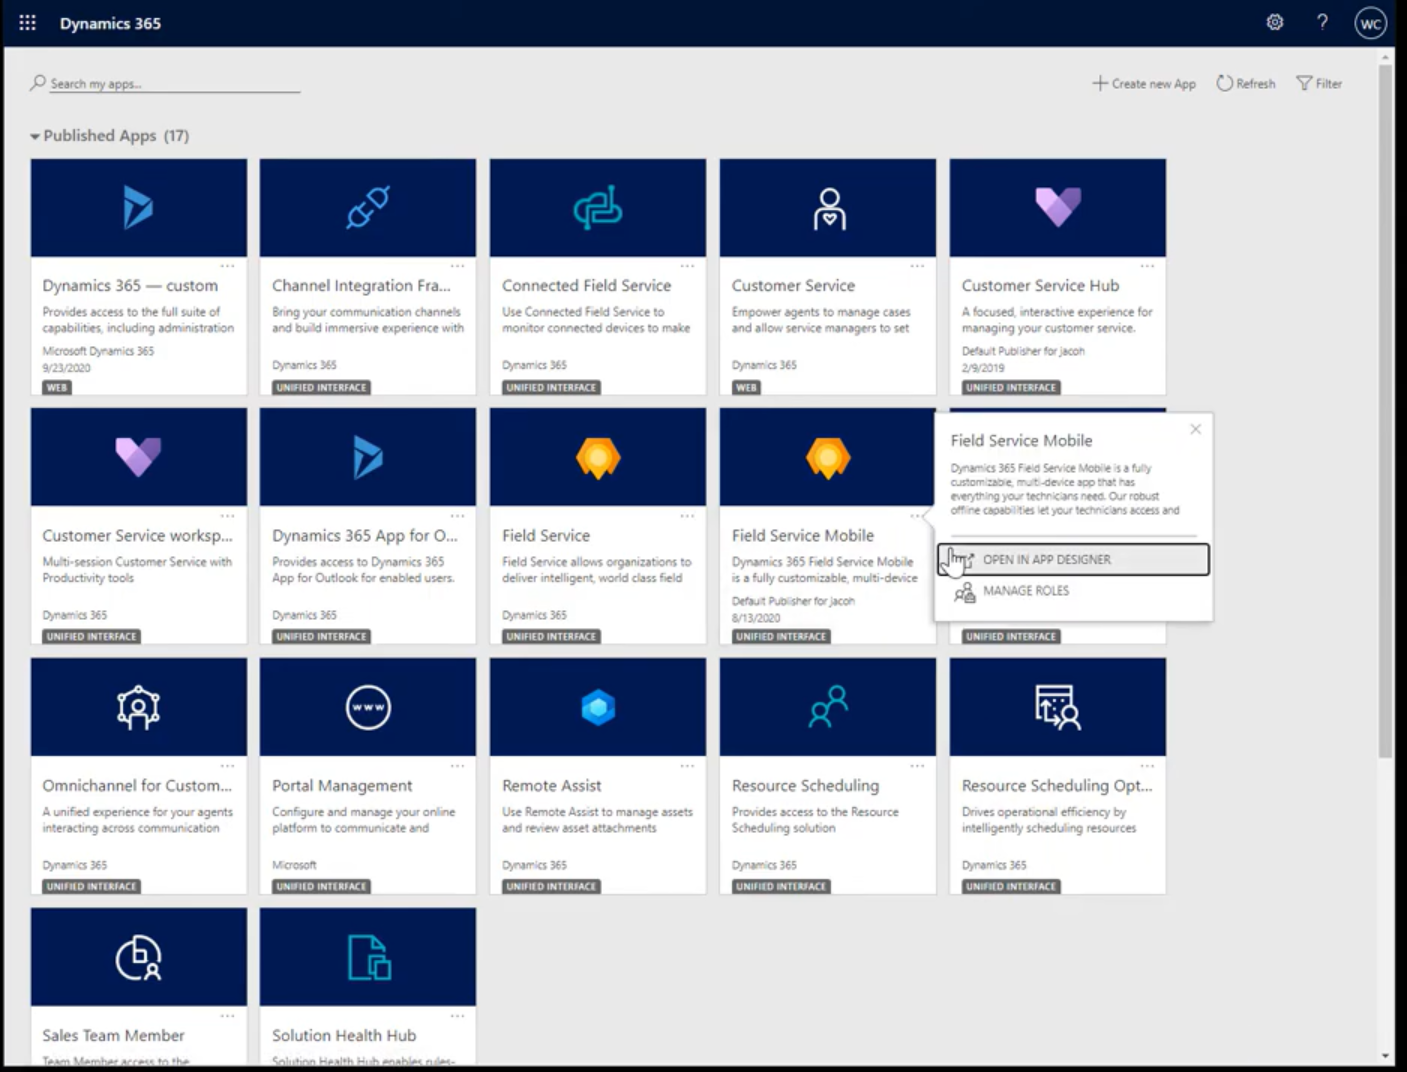 Dynamics 365
?
WC
Search my apps...
Create new App
Refresh
Filter
Published Apps (17)
Dynamics 365 — custom
Provides access to the full suite of
capabilities, including administration
Microsoft Dynamics 365
9/23/2020
WEB
Channel Integration Fra...
Bring your communication channels
and build immersive experience with
Dynamics 365
UNIFIED INTERFACE
Connected Field Service
Use Connected Field Service to
monitor connected devices to make
Dynamics 365
UNIFIED INTERFACE
Customer Service
Empower agents to manage cases
and allow service managers to set
Dynamics 365
WEB
Customer Service Hub
A focused, interactive experience for
managing your customer service.
Default Publisher for jacoh
2/9/2019
UNIFIED INTERFACE
Customer Service worksp...
Multi-session Customer Service with
Productivity tools
Dynamics 365
UNIFIED INTERFACE
Dynamics 365 App for O...
Provides access to Dynamics 365
App for Outlook for enabled users.
Dynamics 365
UNIFIED INTERFACE
Field Service
Field Service allows organizations to
deliver intelligent, world class field
Dynamics 365
UNIFIED INTERFACE
Field Service Mobile
Dynamics 365 Field Service Mobile
is a fully customizable, multi-device
Default Publisher for jacoh
8/13/2020
UNIFIED INTERFACE
Field Service Mobile
Dynamics 365 Field Service Mobile is a fully
customizable, multi-device app that has
everything your technicians need. Our robust
offline capabilities let your technicians access and
OPEN IN APP DESIGNER
MANAGE ROLES
UNIFIED INTERFACE
Omnichannel for Custom...
A unified experience for your agents
interacting across communication
Dynamics 365
UNIFIED INTERFACE
www
Portal Management
Configure and manage your online
platform to communicate and
Microsoft
UNIFIED INTERFACE
Remote Assist
Use Remote Assist to manage assets
and review asset attachments
Dynamics 365
UNIFIED INTERFACE
Resource Scheduling
Provides access to the Resource
Scheduling solution
Dynamics 365
UNIFIED INTERFACE
Resource Scheduling Opt...
Drives operational efficiency by
intelligently scheduling resources
Dynamics 365
UNIFIED INTERFACE
Sales Team Member
Team Member access to the
Solution Health Hub
Solution Health Hub enables rules-